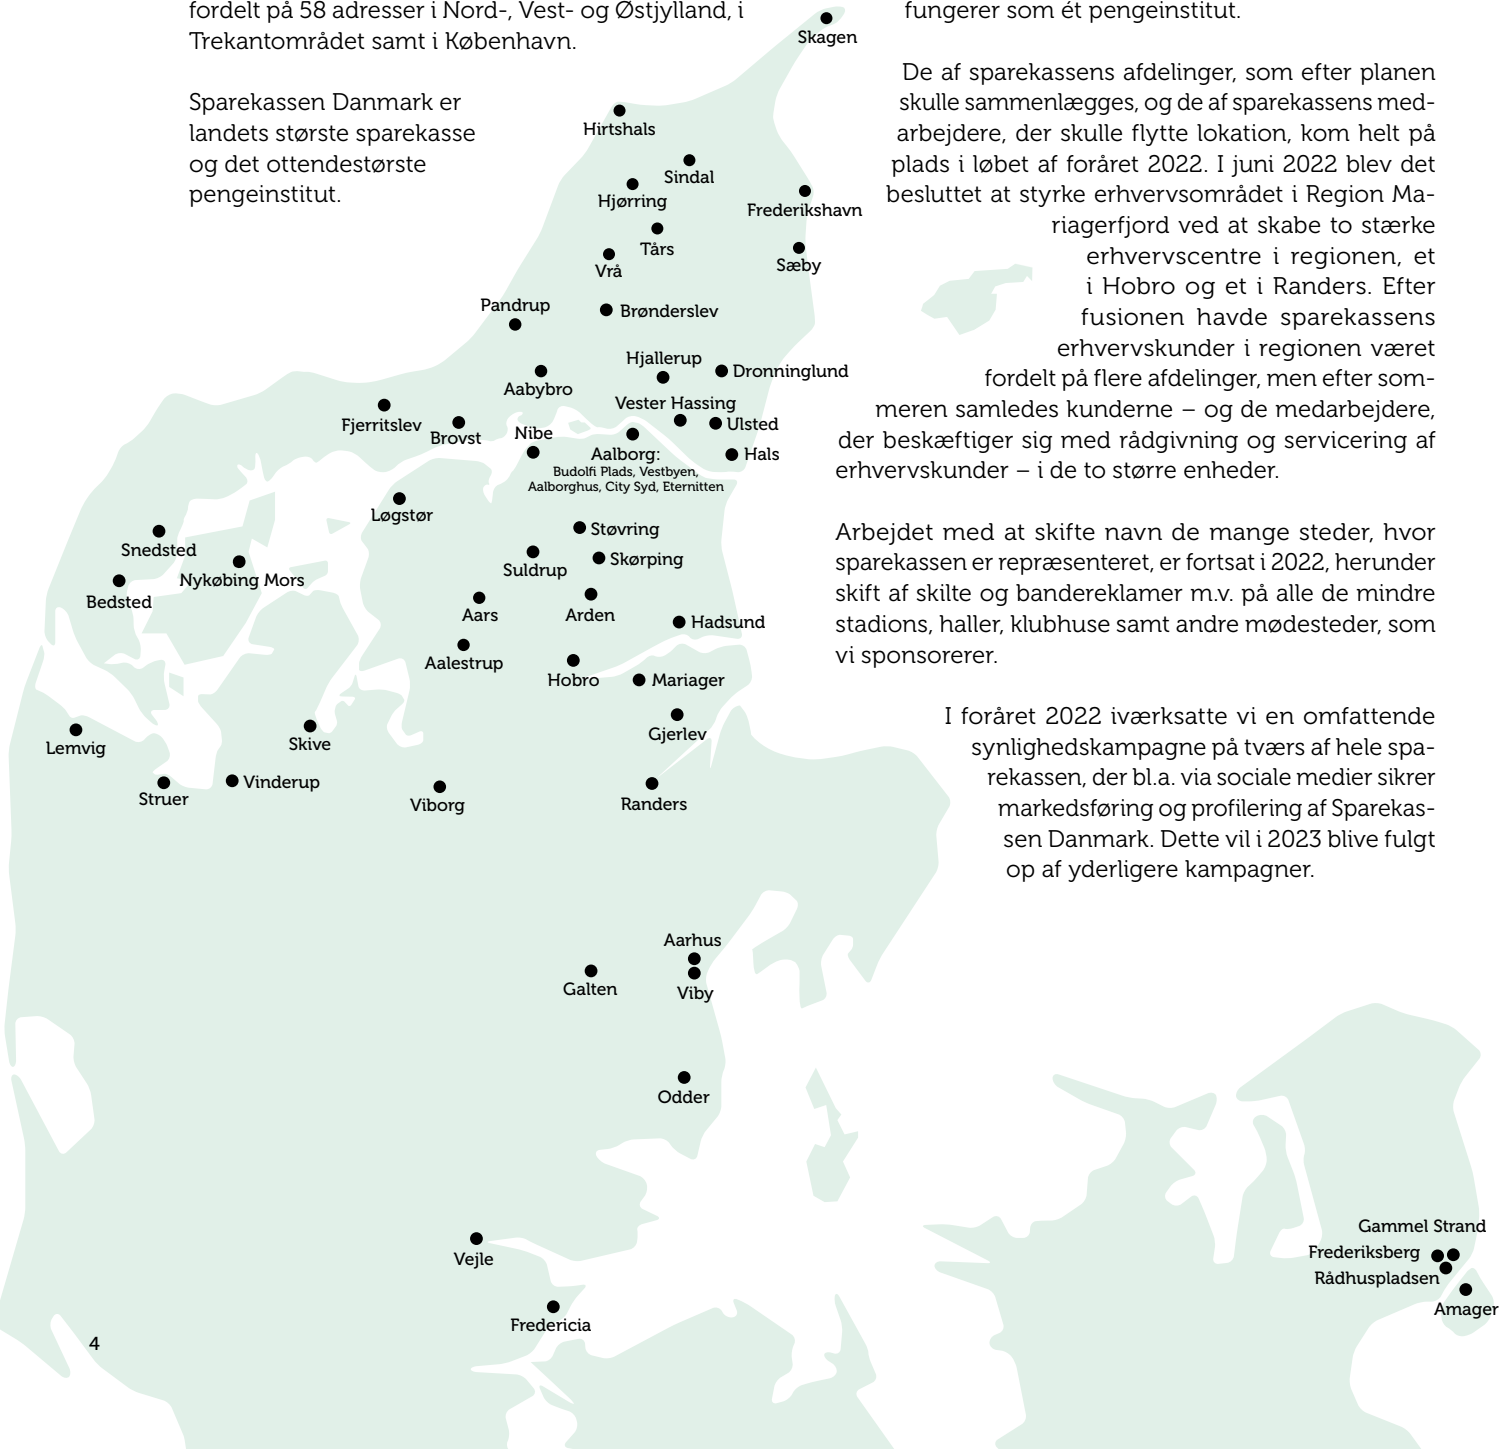 fordelt på 58 adresser i Nord-, Vest- og Østjylland, i
Trekantområdet samt i København.
Sparekassen Danmark er
landets største sparekasse
og det ottendestørste
pengeinstitut.
fungerer som ét pengeinstitut.
De af sparekassens afdelinger, som efter planen
skulle sammenlægges, og de af sparekassens med-
arbejdere, der skulle flytte lokation, kom helt på
plads i løbet af foråret 2022. I juni 2022 blev det
besluttet at styrke erhvervsområdet i Region Ma-
riagerfjord ved at skabe to stærke
erhvervscentre i regionen, et
i Hobro og et i Randers. Efter
fusionen havde sparekassens
erhvervskunder i regionen været
fordelt på flere afdelinger, men efter som-
meren samledes kunderne – og de medarbejdere,
der beskæftiger sig med rådgivning og servicering af
erhvervskunder – i de to større enheder.
Arbejdet med at skifte navn de mange steder, hvor
sparekassen er repræsenteret, er fortsat i 2022, herunder
skift af skilte og bandereklamer m.v. på alle de mindre
stadions, haller, klubhuse samt andre mødesteder, som
vi sponsorerer.
I foråret 2022 iværksatte vi en omfattende
synlighedskampagne på tværs af hele spa-
rekassen, der bl.a. via sociale medier sikrer
markedsføring og profilering af Sparekas-
sen Danmark. Dette vil i 2023 blive fulgt
op af yderligere kampagner.
Skagen
Hirtshals
Sindal
Hjørring
Frederikshavn
Tårs
Vrå
Sæby
Pandrup
Brønderslev
Hjallerup
Dronninglund
Aabybro
Vester Hassing
Fjerritslev
Brovst
Nibe
Ulsted
Aalborg:
Budolfi Plads, Vestbyen,
Aalborghus, City Syd, Eternitten
Hals
Løgstør
Støvring
Snedsted
Skørping
Suldrup
Nykøbing Mors
Bedsted
Aars
Arden
Hadsund
Aalestrup
Hobro
Mariager
Gjerlev
Lemvig
Skive
Vinderup
Struer
Viborg
Randers
Aarhus
Galten
Viby
Odder
Vejle
Fredericia
Gammel Strand
Frederiksberg
Rådhuspladsen
Amager
4